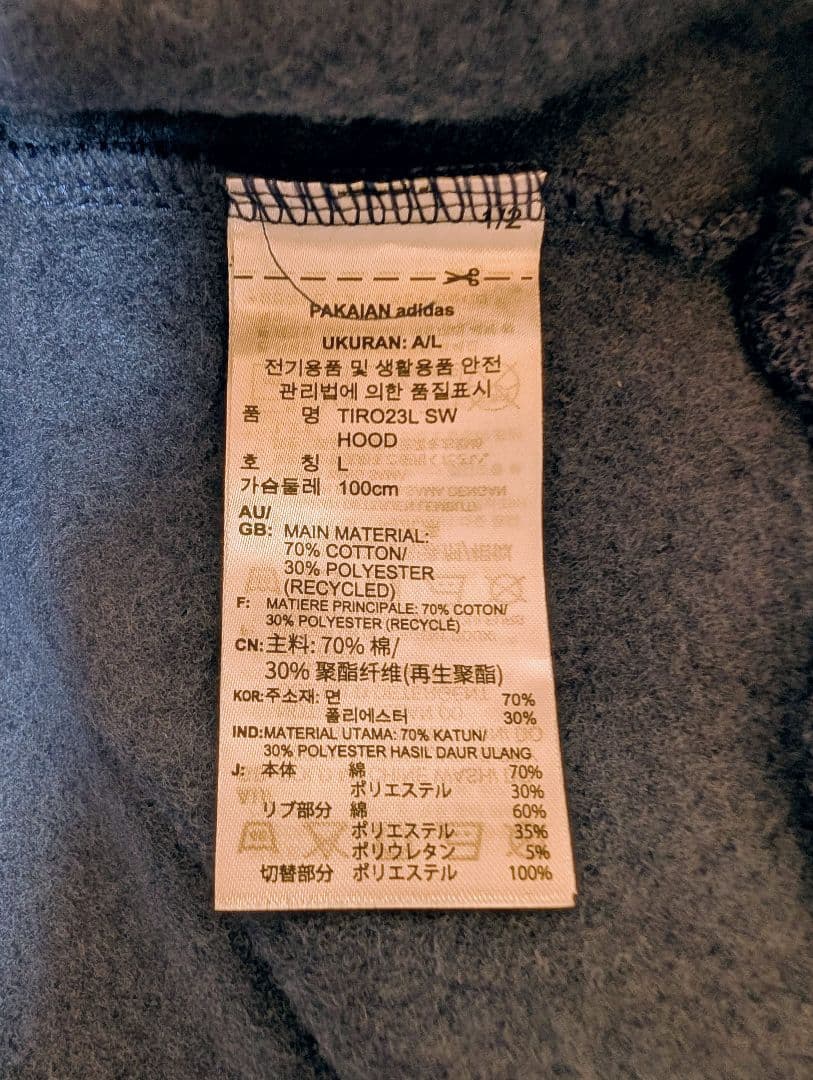 1/2
PAKAIAN adidas
UKURAN: A/L
전기용품 및 생활용품 안전
관리법에 의한 품질표시
품 명 TIRO23L SW
HOOD
호 칭 L
가슴둘레 100cm
AU/
GB: MAIN MATERIAL:
70% COTTON/
30% POLYESTER
(RECYCLED)
F: MATIERE PRINCIPALE: 70% COTON/
30% POLYESTER (RECYCLÉ)
CN: 主料: 70% 棉/
30% 聚酯纤维(再生聚酯)
KOR: 주소재: 면 70%
폴리에스터 30%
IND: MATERIAL UTAMA: 70% KATUN/
30% POLYESTER HASIL DAUR ULANG
J: 本体 綿 70%
ポリエステル 30%
リブ部分 綿 60%
ポリエステル 35%
ポリウレタン 5%
切替部分 ポリエステル 100%